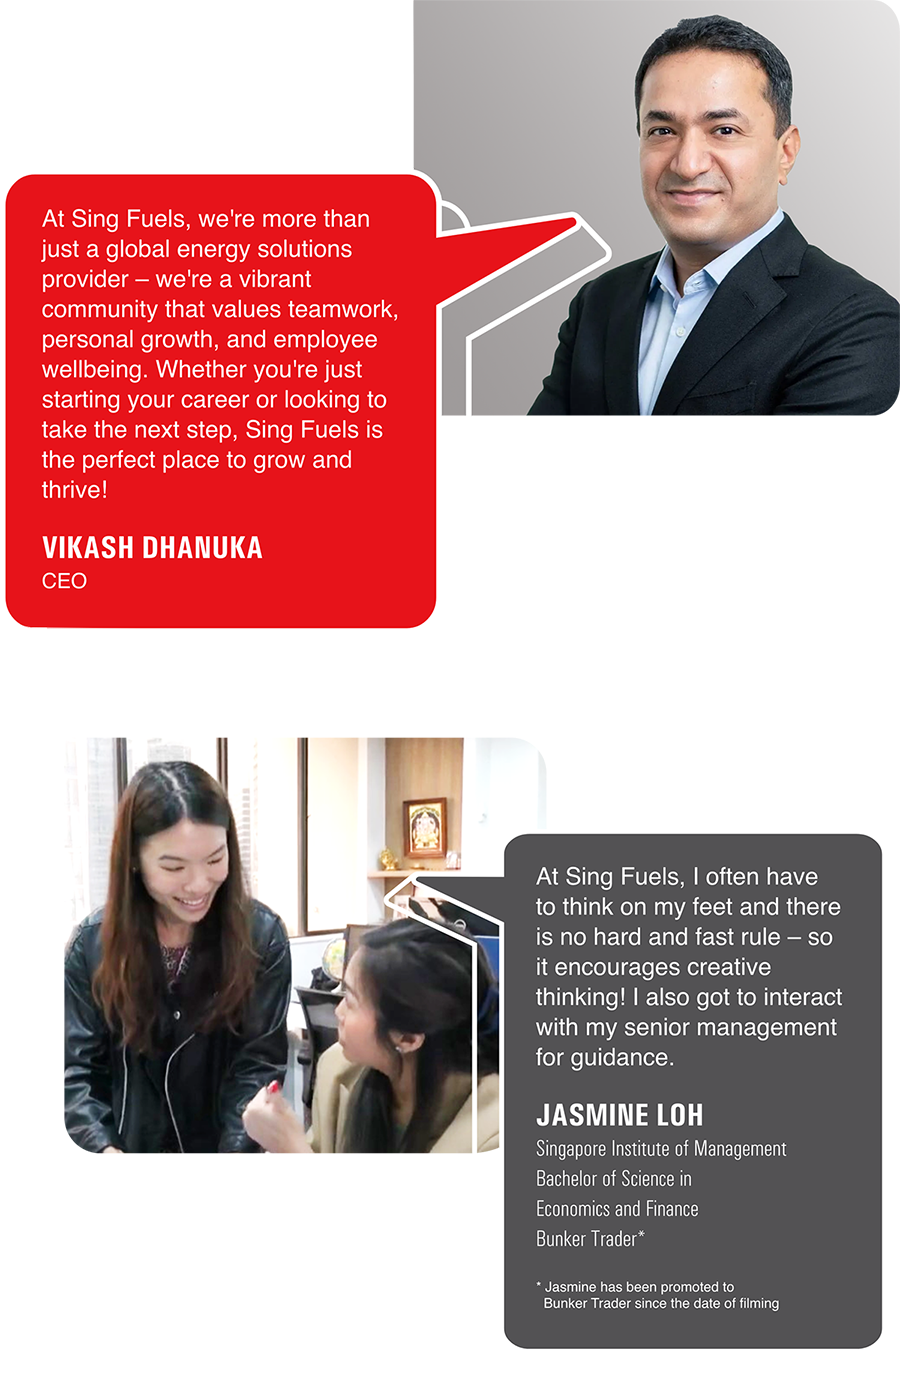 At Sing Fuels, we're more than
just a global energy solutions
provider – we're a vibrant
community that values teamwork,
personal growth, and employee
wellbeing. Whether you're just
starting your career or looking to
take the next step, Sing Fuels is
the perfect place to grow and
thrive!
VIKASH DHANUKA
CEO
At Sing Fuels, I often have
to think on my feet and there
is no hard and fast rule – so
it encourages creative
thinking! I also got to interact
with my senior management
for guidance.
JASMINE LOH
Singapore Institute of Management
Bachelor of Science in
Economics and Finance
Bunker Trader*
* Jasmine has been promoted to
Bunker Trader since the date of filming